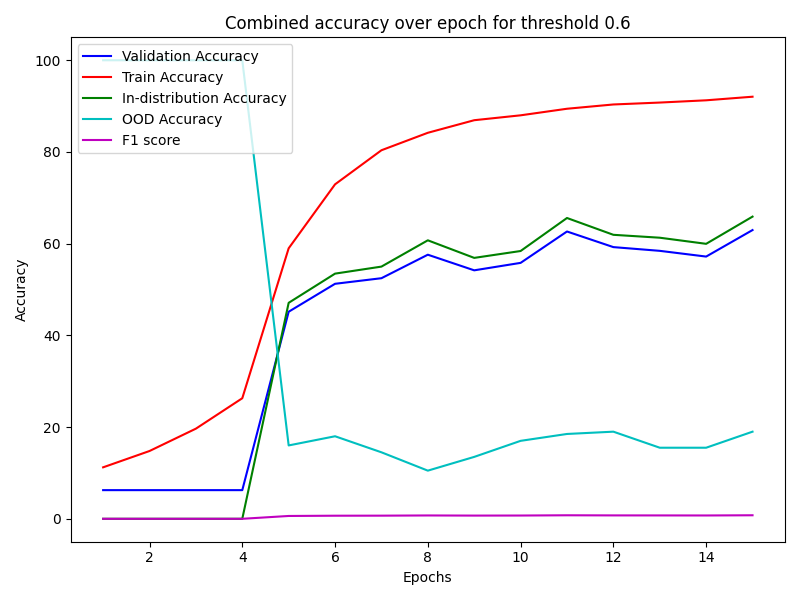 Combined accuracy over epoch for threshold 0.6
Validation Accuracy
Train Accuracy
In-distribution Accuracy
OOD Accuracy
F1 score
100
80
60
40
20
0
Accuracy
2 4 6 8 10 12 14
Epochs